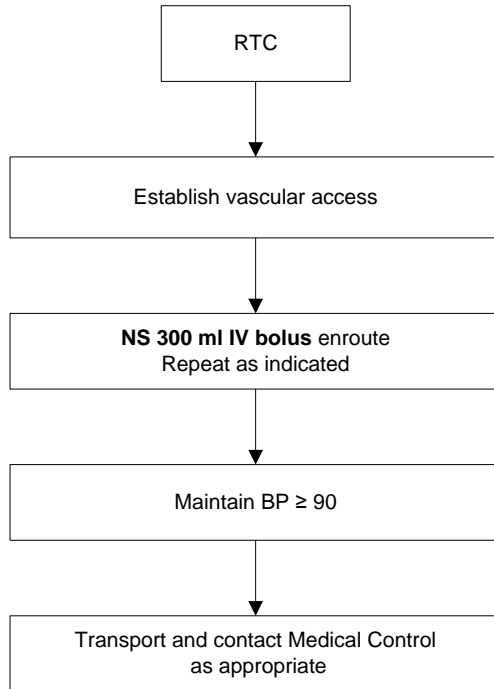 RTC
Establish vascular access
NS 300 ml IV bolus enroute
Repeat as indicated
Maintain BP ≥ 90
Transport and contact Medical Control
as appropriate